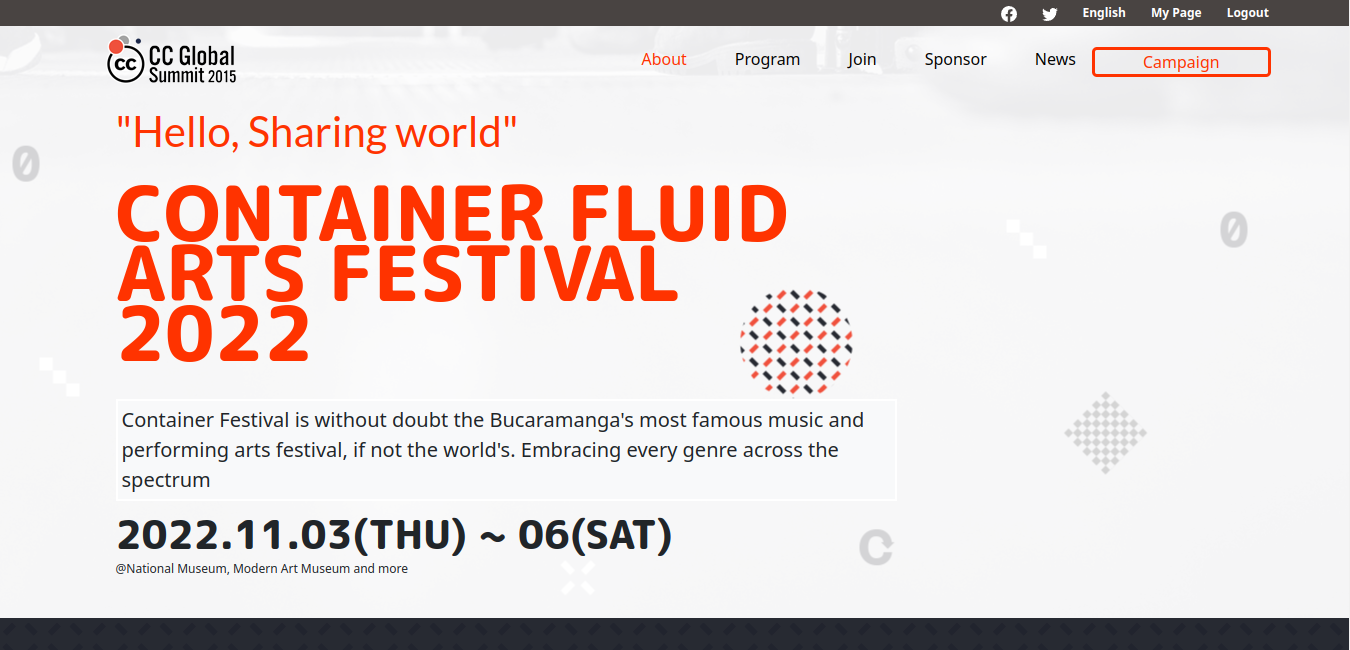 English My Page Logout
CC Global
Summit 2015
cc
About Program Join Sponsor News Campaign
"Hello, Sharing world"
CONTAINER FLUID
ARTS FESTIVAL
2022
Container Festival is without doubt the Bucaramanga's most famous music and
performing arts festival, if not the world's. Embracing every genre across the
spectrum
2022.11.03(THU) ~ 06(SAT)
@National Museum, Modern Art Museum and more
0
0
C